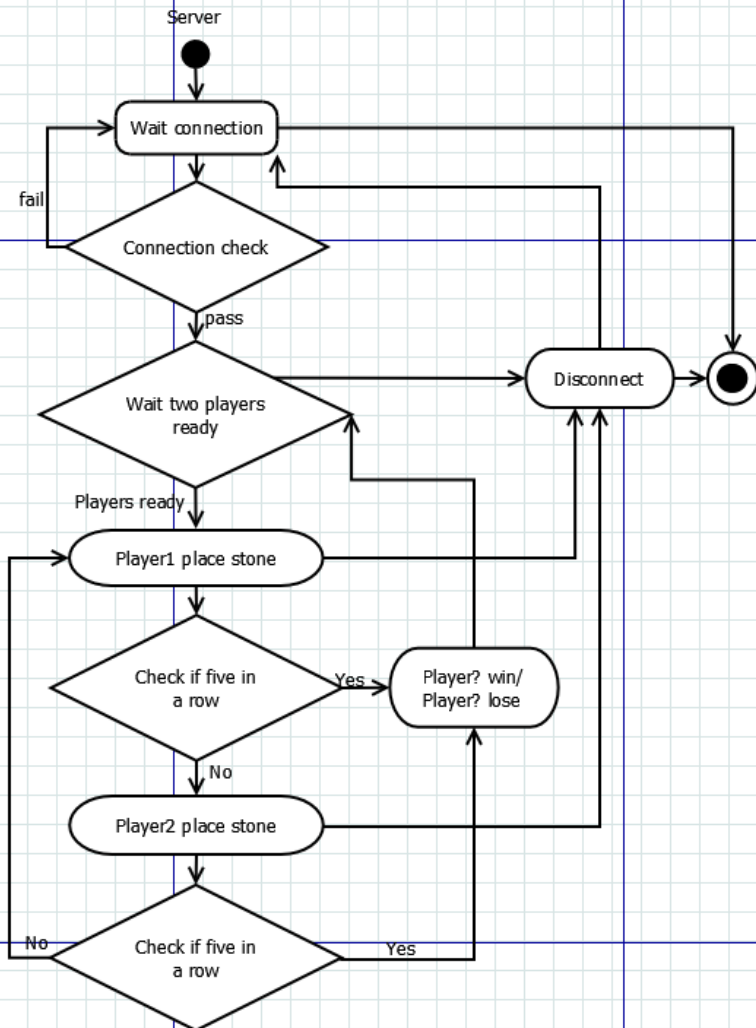 Server
Wait connection
fail
Connection check
pass
Disconnect
Wait two players
ready
Players ready
Player1 place stone
Check if five in
a row
Yes
Player? win/
Player? lose
No
Player2 place stone
Check if five in
a row
No
Yes